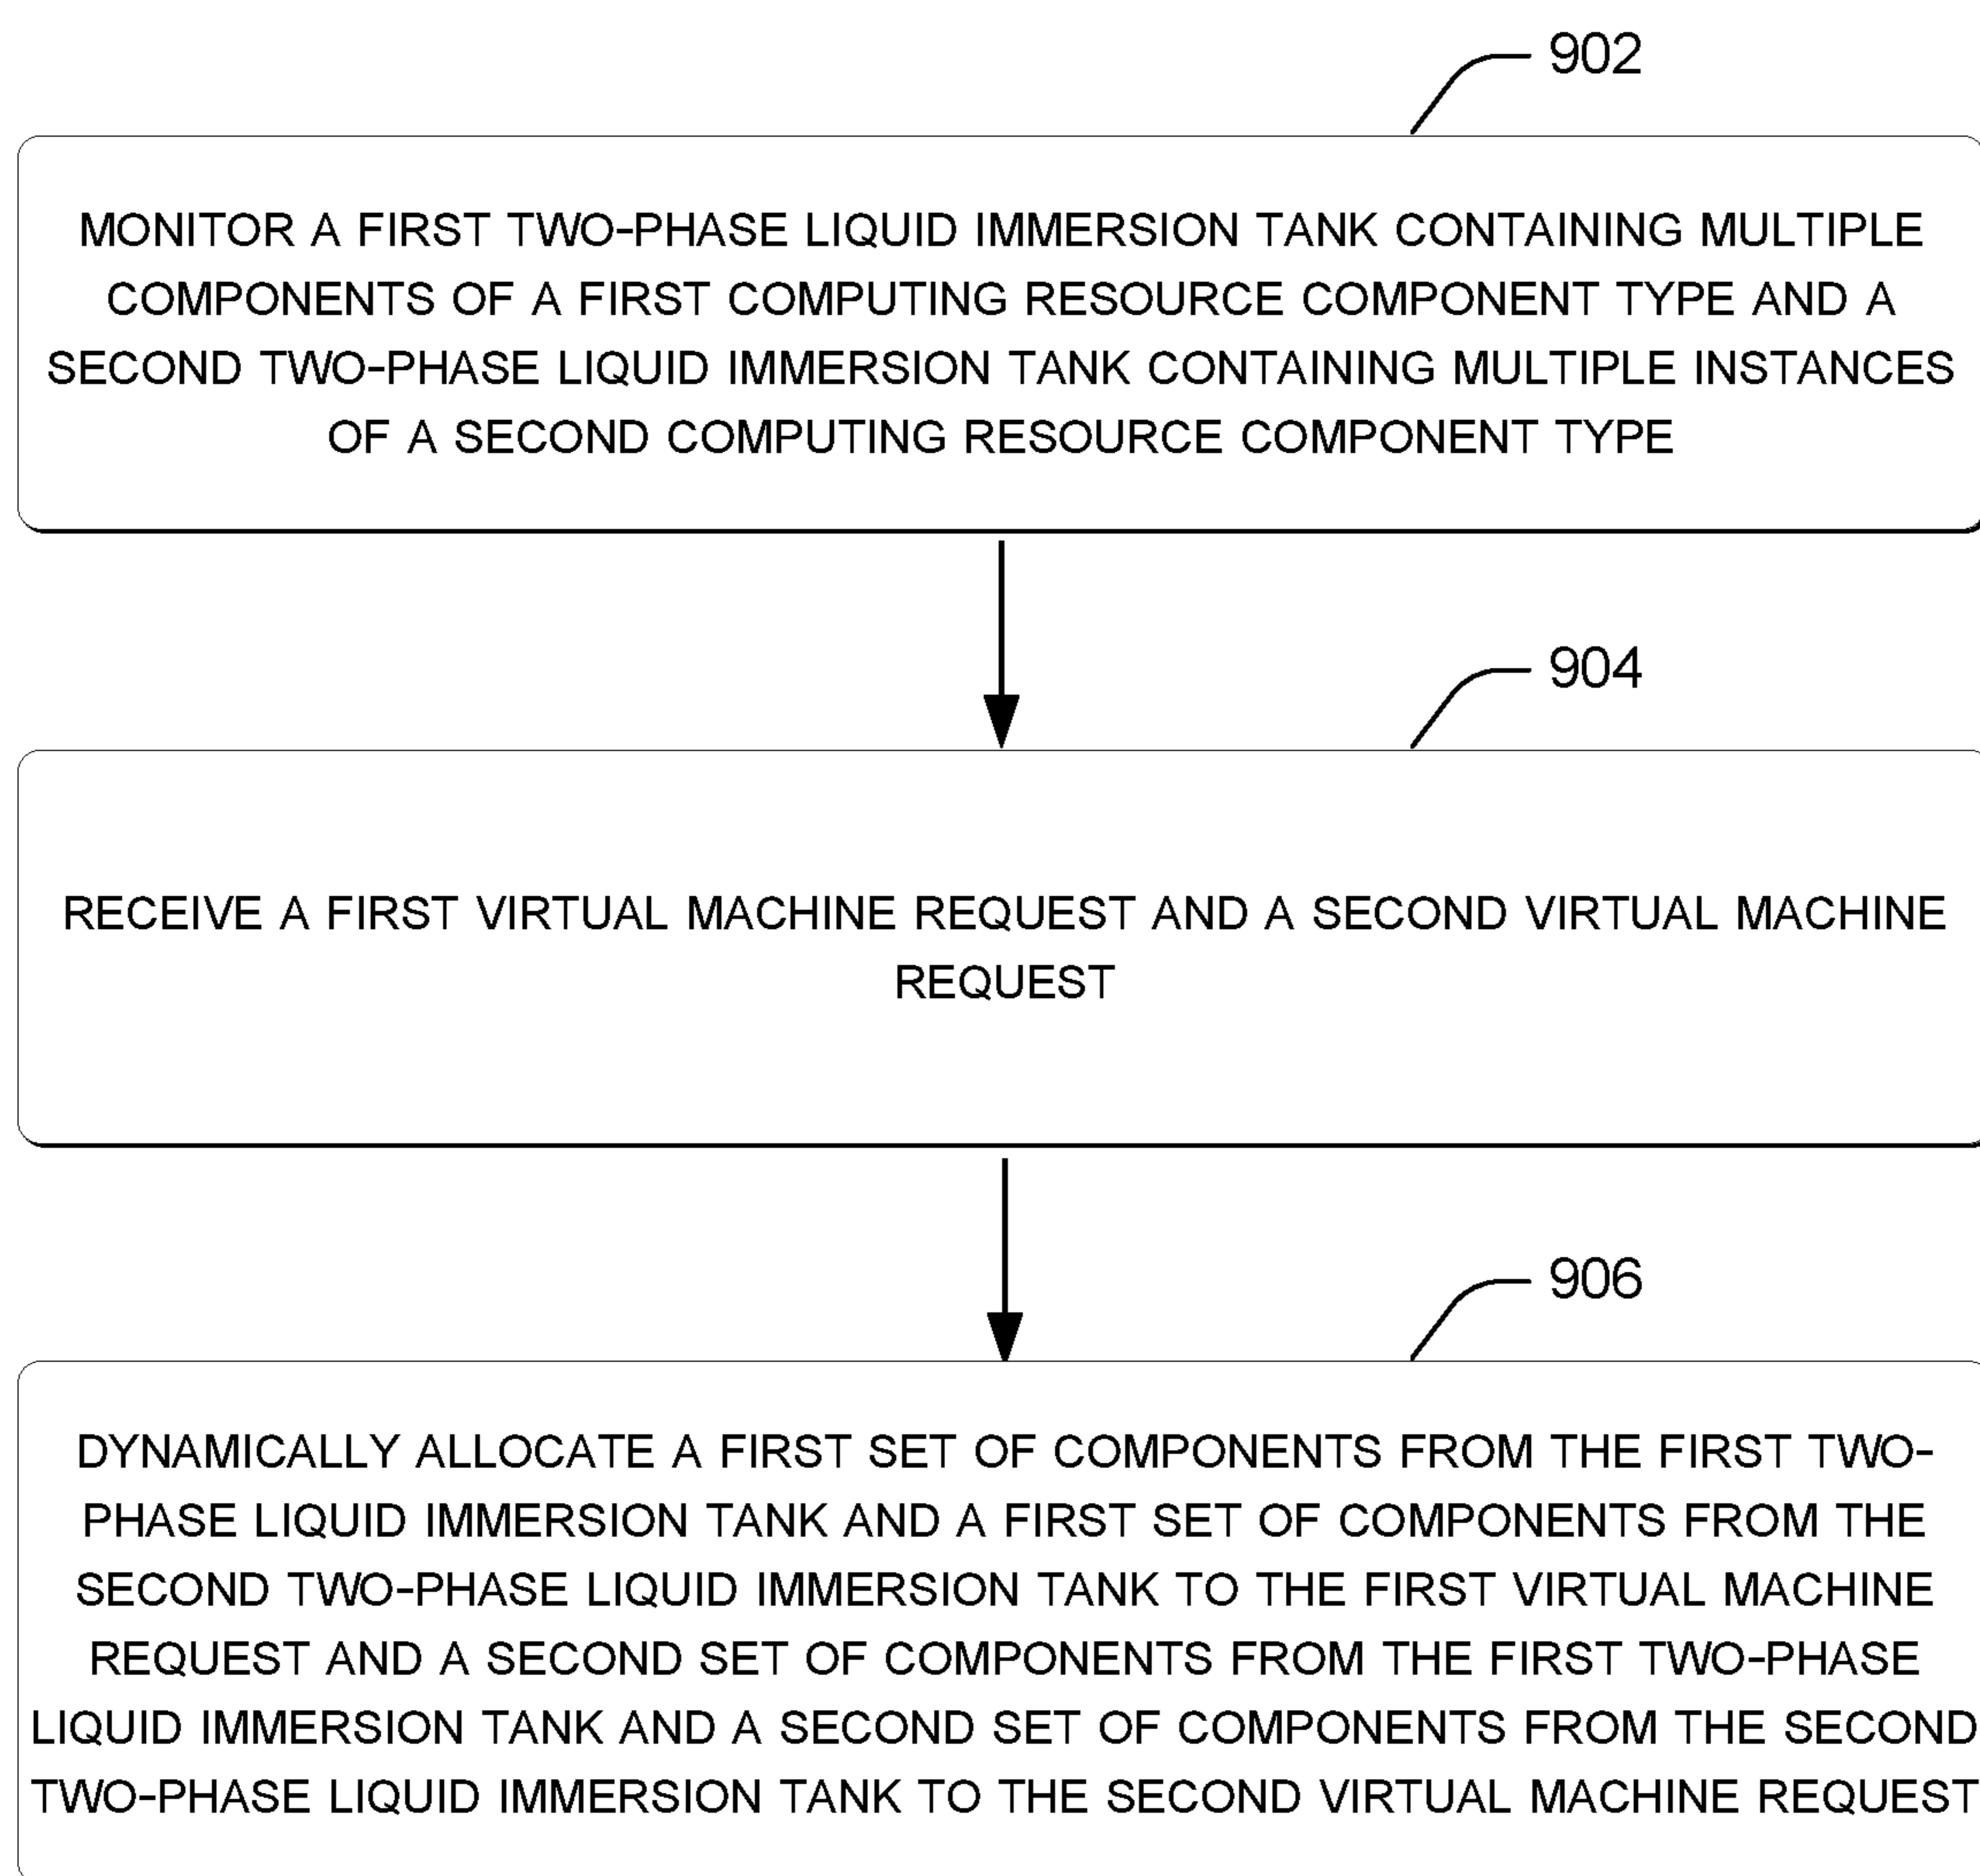 902
MONITOR A FIRST TWO-PHASE LIQUID IMMERSION TANK CONTAINING MULTIPLE
COMPONENTS OF A FIRST COMPUTING RESOURCE COMPONENT TYPE AND A
SECOND TWO-PHASE LIQUID IMMERSION TANK CONTAINING MULTIPLE INSTANCES
OF A SECOND COMPUTING RESOURCE COMPONENT TYPE
904
RECEIVE A FIRST VIRTUAL MACHINE REQUEST AND A SECOND VIRTUAL MACHINE
REQUEST
906
DYNAMICALLY ALLOCATE A FIRST SET OF COMPONENTS FROM THE FIRST TWO-
PHASE LIQUID IMMERSION TANK AND A FIRST SET OF COMPONENTS FROM THE
SECOND TWO-PHASE LIQUID IMMERSION TANK TO THE FIRST VIRTUAL MACHINE
REQUEST AND A SECOND SET OF COMPONENTS FROM THE FIRST TWO-PHASE
LIQUID IMMERSION TANK AND A SECOND SET OF COMPONENTS FROM THE SECOND
TWO-PHASE LIQUID IMMERSION TANK TO THE SECOND VIRTUAL MACHINE REQUEST